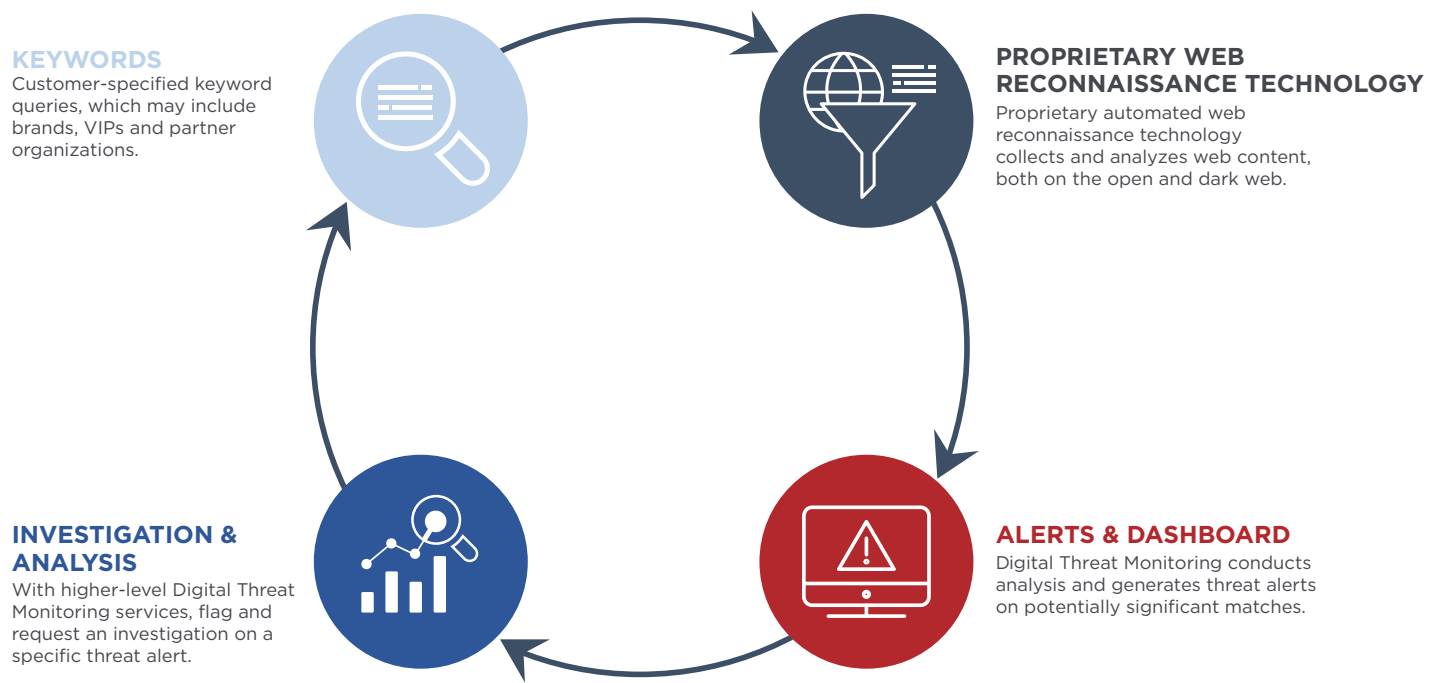 KEYWORDS
Customer-specified keyword
queries, which may include
brands, VIPs and partner
organizations.
PROPRIETARY WEB
RECONNAISSANCE TECHNOLOGY
Proprietary automated web
reconnaissance technology
collects and analyzes web content,
both on the open and dark web.
INVESTIGATION &
ANALYSIS
With higher-level Digital Threat
Monitoring services, flag and
request an investigation on a
specific threat alert.
ALERTS & DASHBOARD
Digital Threat Monitoring conducts
analysis and generates threat alerts
on potentially significant matches.